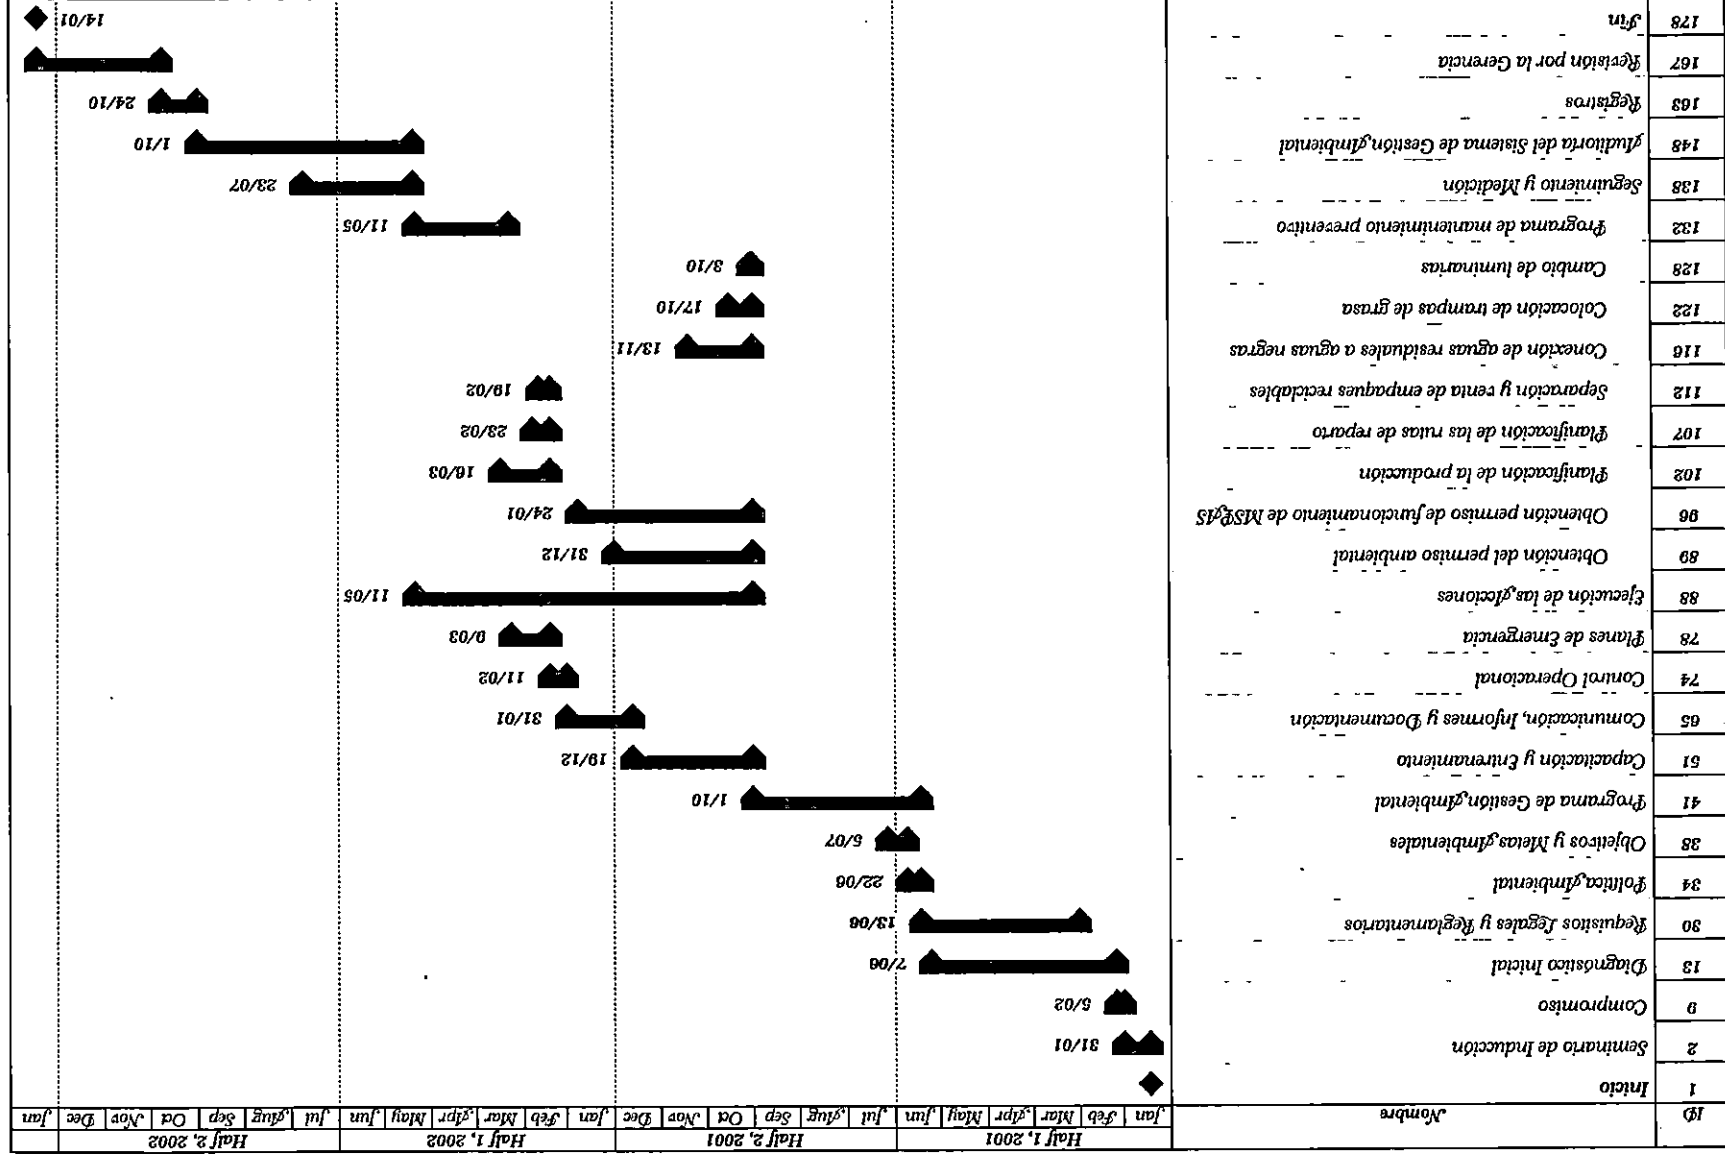 ID Nombre Half 1, 2001 Half 2, 2001 Half 1, 2002 Half 2, 2002
Jan Feb Mar Apr May Jun Jul Aug Sep Oct Nov Dec Jan Feb Mar Apr May Jun Jul Aug Sep Oct Nov Dec Jan
1 Inicio
2 Seminario de Inducción 31/01
9 Compromiso 5/02
13 Diagnóstico Inicial 7/06
30 Requisitos Legales y Reglamentarios 13/06
34 Política Ambiental 22/06
38 Objetivos y Metas Ambientales 5/07
41 Programa de Gestión Ambiental 1/10
51 Capacitación y Entrenamiento 19/12
65 Comunicación, Informes y Documentación 31/01
74 Control Operacional 11/02
78 Planes de Emergencia 9/03
88 Ejecución de las Acciones 11/05
89 Obtención del permiso ambiental 31/12
96 Obtención permiso de funcionamiento de MSPAS 24/01
102 Planificación de la producción 16/03
107 Planificación de las rutas de reparto 23/02
112 Separación y venta de empaques reciclables 19/02
116 Conexión de aguas residuales a aguas negras 13/11
122 Colocación de trampas de grasa 17/10
128 Cambio de luminarias 3/10
132 Programa de mantenimiento preventivo 11/05
138 Seguimiento y Medición 23/07
148 Auditoría del Sistema de Gestión Ambiental 1/10
163 Registros 24/10
167 Revisión por la Gerencia
178 Fin 14/01